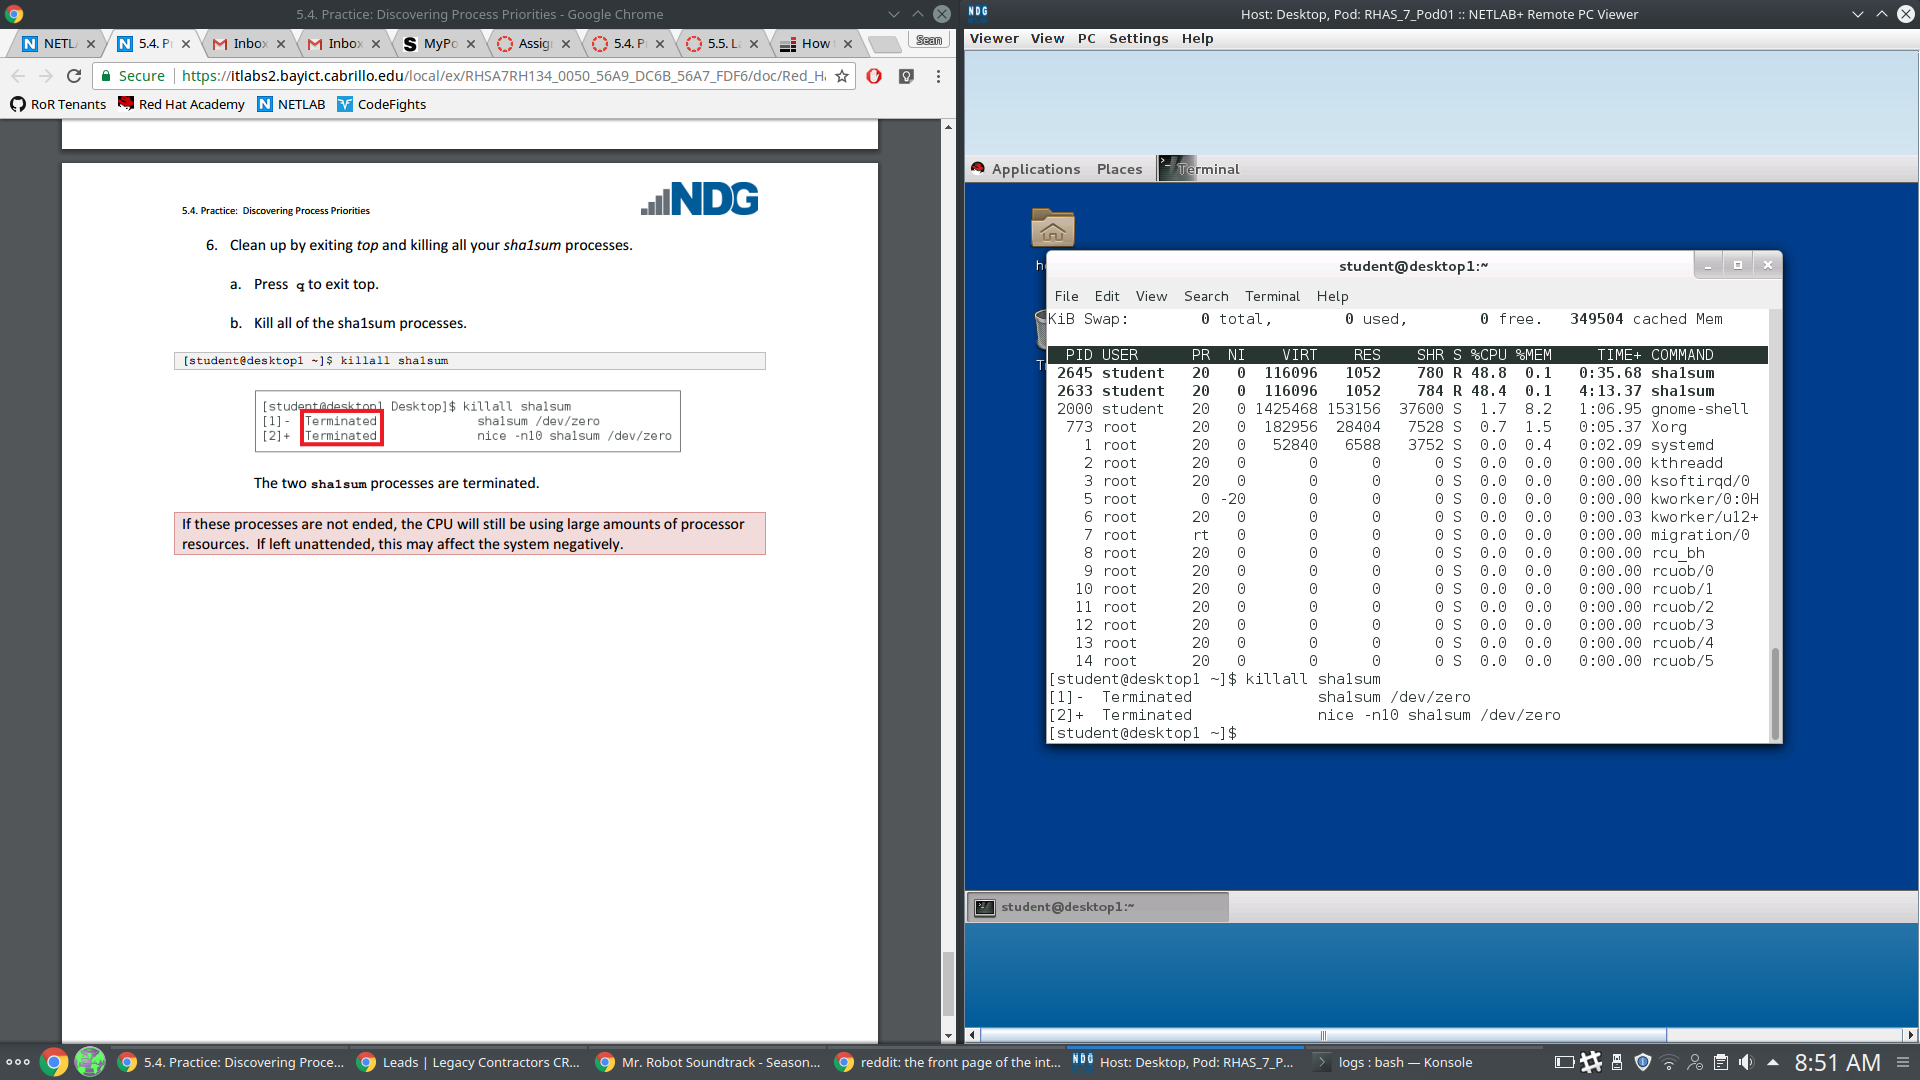 5.4. Practice: Discovering Process Priorities - Google Chrome
NETL
5.4. P
Inbox
Inbox
MyPo
Assig
5.4. P
5.5. L
How
Sean
Secure
https://itlabs2.bayict.cabrillo.edu/local/ex/RHSA7RH134_0050_56A9_DC6B_56A7_FDF6/doc/Red_H
RoR Tenants
Red Hat Academy
NETLAB
CodeFights
5.4. Practice: Discovering Process Priorities
NDG
6. Clean up by exiting top and killing all your sha1sum processes.
a. Press q to exit top.
b. Kill all of the sha1sum processes.
[student@desktop1 ~]$ killall sha1sum
[student@desktop1 Desktop]$ killall sha1sum
[1]- Terminated sha1sum /dev/zero
[2]+ Terminated nice -n10 sha1sum /dev/zero
The two sha1sum processes are terminated.
If these processes are not ended, the CPU will still be using large amounts of processor
resources. If left unattended, this may affect the system negatively.
NDG
Host: Desktop, Pod: RHAS_7_Pod01 :: NETLAB+ Remote PC Viewer
Viewer View PC Settings Help
Applications Places Terminal
student@desktop1:~
File Edit View Search Terminal Help
KiB Swap: 0 total, 0 used, 0 free. 349504 cached Mem
PID USER PR NI VIRT RES SHR S %CPU %MEM TIME+ COMMAND
2645 student 20 0 116096 1052 780 R 48.8 0.1 0:35.68 sha1sum
2633 student 20 0 116096 1052 784 R 48.4 0.1 4:13.37 sha1sum
2000 student 20 0 1425468 153156 37600 S 1.7 8.2 1:06.95 gnome-shell
773 root 20 0 182956 28404 7528 S 0.7 1.5 0:05.37 Xorg
1 root 20 0 52840 6588 3752 S 0.0 0.4 0:02.09 systemd
2 root 20 0 0 0 0 S 0.0 0.0 0:00.00 kthreadd
3 root 20 0 0 0 0 S 0.0 0.0 0:00.00 ksoftirqd/0
5 root 0 -20 0 0 0 S 0.0 0.0 0:00.00 kworker/0:0H
6 root 20 0 0 0 0 S 0.0 0.0 0:00.03 kworker/u12+
7 root rt 0 0 0 0 S 0.0 0.0 0:00.00 migration/0
8 root 20 0 0 0 0 S 0.0 0.0 0:00.00 rcu_bh
9 root 20 0 0 0 0 S 0.0 0.0 0:00.00 rcuob/0
10 root 20 0 0 0 0 S 0.0 0.0 0:00.00 rcuob/1
11 root 20 0 0 0 0 S 0.0 0.0 0:00.00 rcuob/2
12 root 20 0 0 0 0 S 0.0 0.0 0:00.00 rcuob/3
13 root 20 0 0 0 0 S 0.0 0.0 0:00.00 rcuob/4
14 root 20 0 0 0 0 S 0.0 0.0 0:00.00 rcuob/5
[student@desktop1 ~]$ killall sha1sum
[1]- Terminated sha1sum /dev/zero
[2]+ Terminated nice -n10 sha1sum /dev/zero
[student@desktop1 ~]$
student@desktop1:~
5.4. Practice: Discovering Proce...
Leads | Legacy Contractors CR...
Mr. Robot Soundtrack - Season...
reddit: the front page of the int...
NDG
Host: Desktop, Pod: RHAS_7_P...
logs : bash — Konsole
8:51 AM